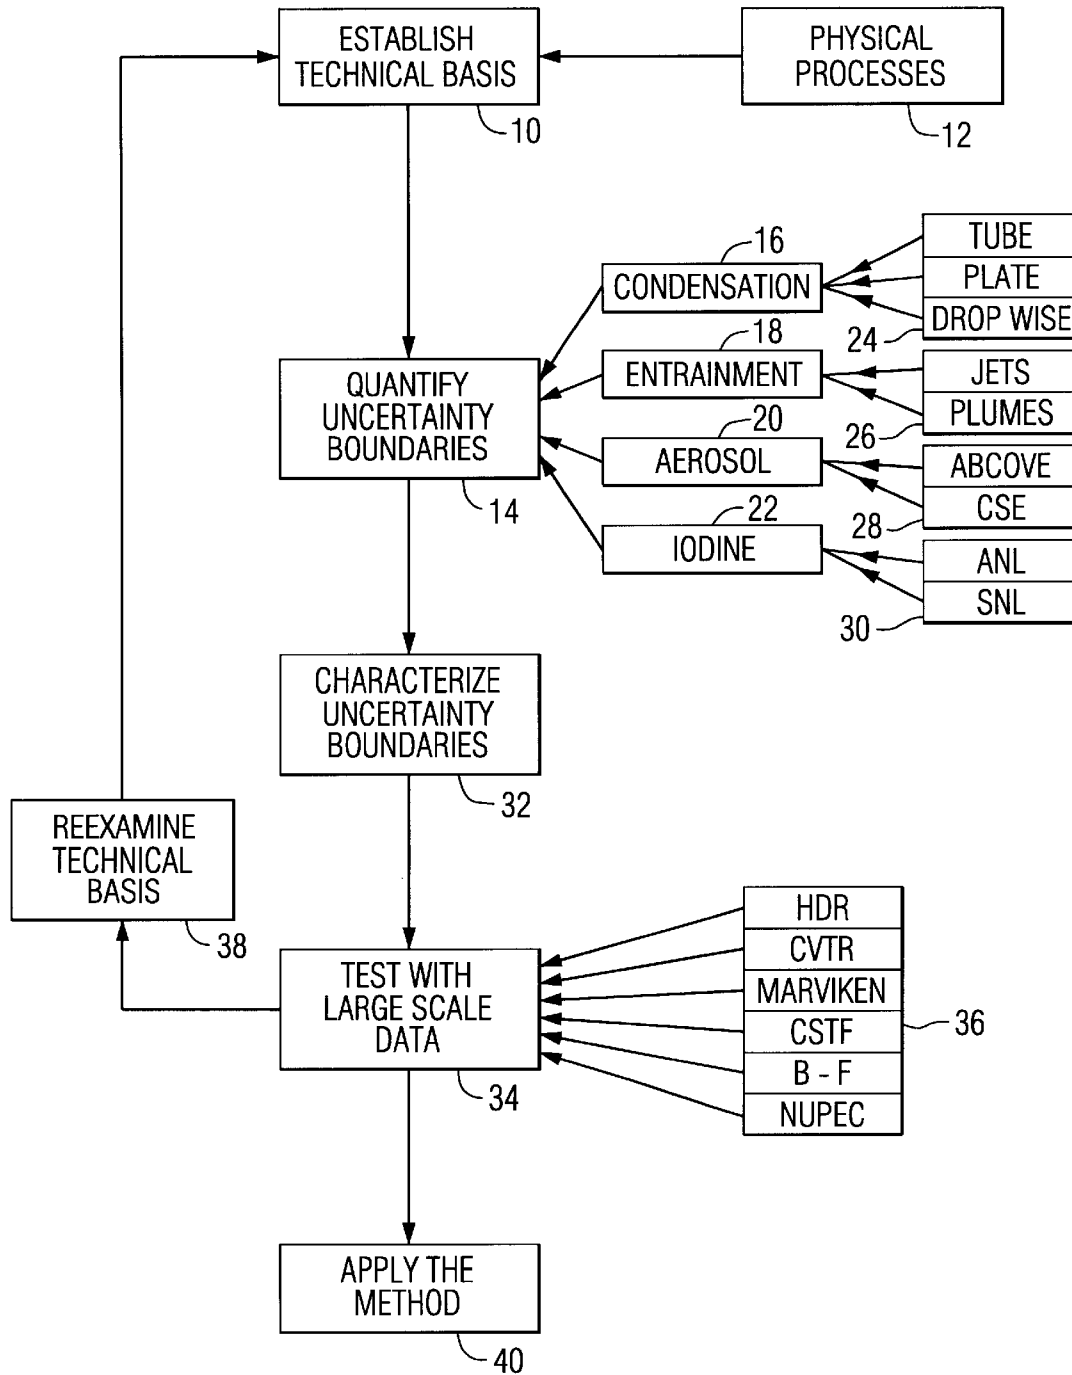 ESTABLISH
TECHNICAL BASIS
10
PHYSICAL
PROCESSES
12
QUANTIFY
UNCERTAINTY
BOUNDARIES
14
16
CONDENSATION
18
ENTRAINMENT
20
AEROSOL
22
IODINE
TUBE
PLATE
DROP WISE
24
JETS
PLUMES
26
ABCOVE
CSE
28
ANL
SNL
30
CHARACTERIZE
UNCERTAINTY
BOUNDARIES
32
REEXAMINE
TECHNICAL
BASIS
38
TEST WITH
LARGE SCALE
DATA
34
HDR
CVTR
MARVIKEN
CSTF
B - F
NUPEC
36
APPLY THE
METHOD
40